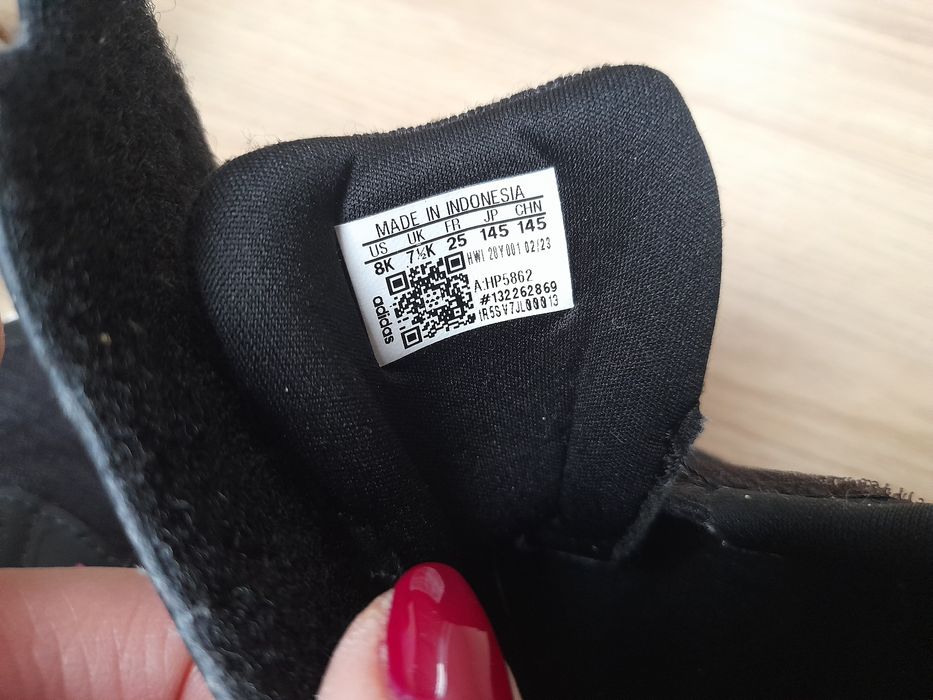 MADE IN INDONESIA
US UK FR JP CHN
8K 7½K 25 145 145
HWI 28Y001 02/23
A:HP5862
#132262869
adidas